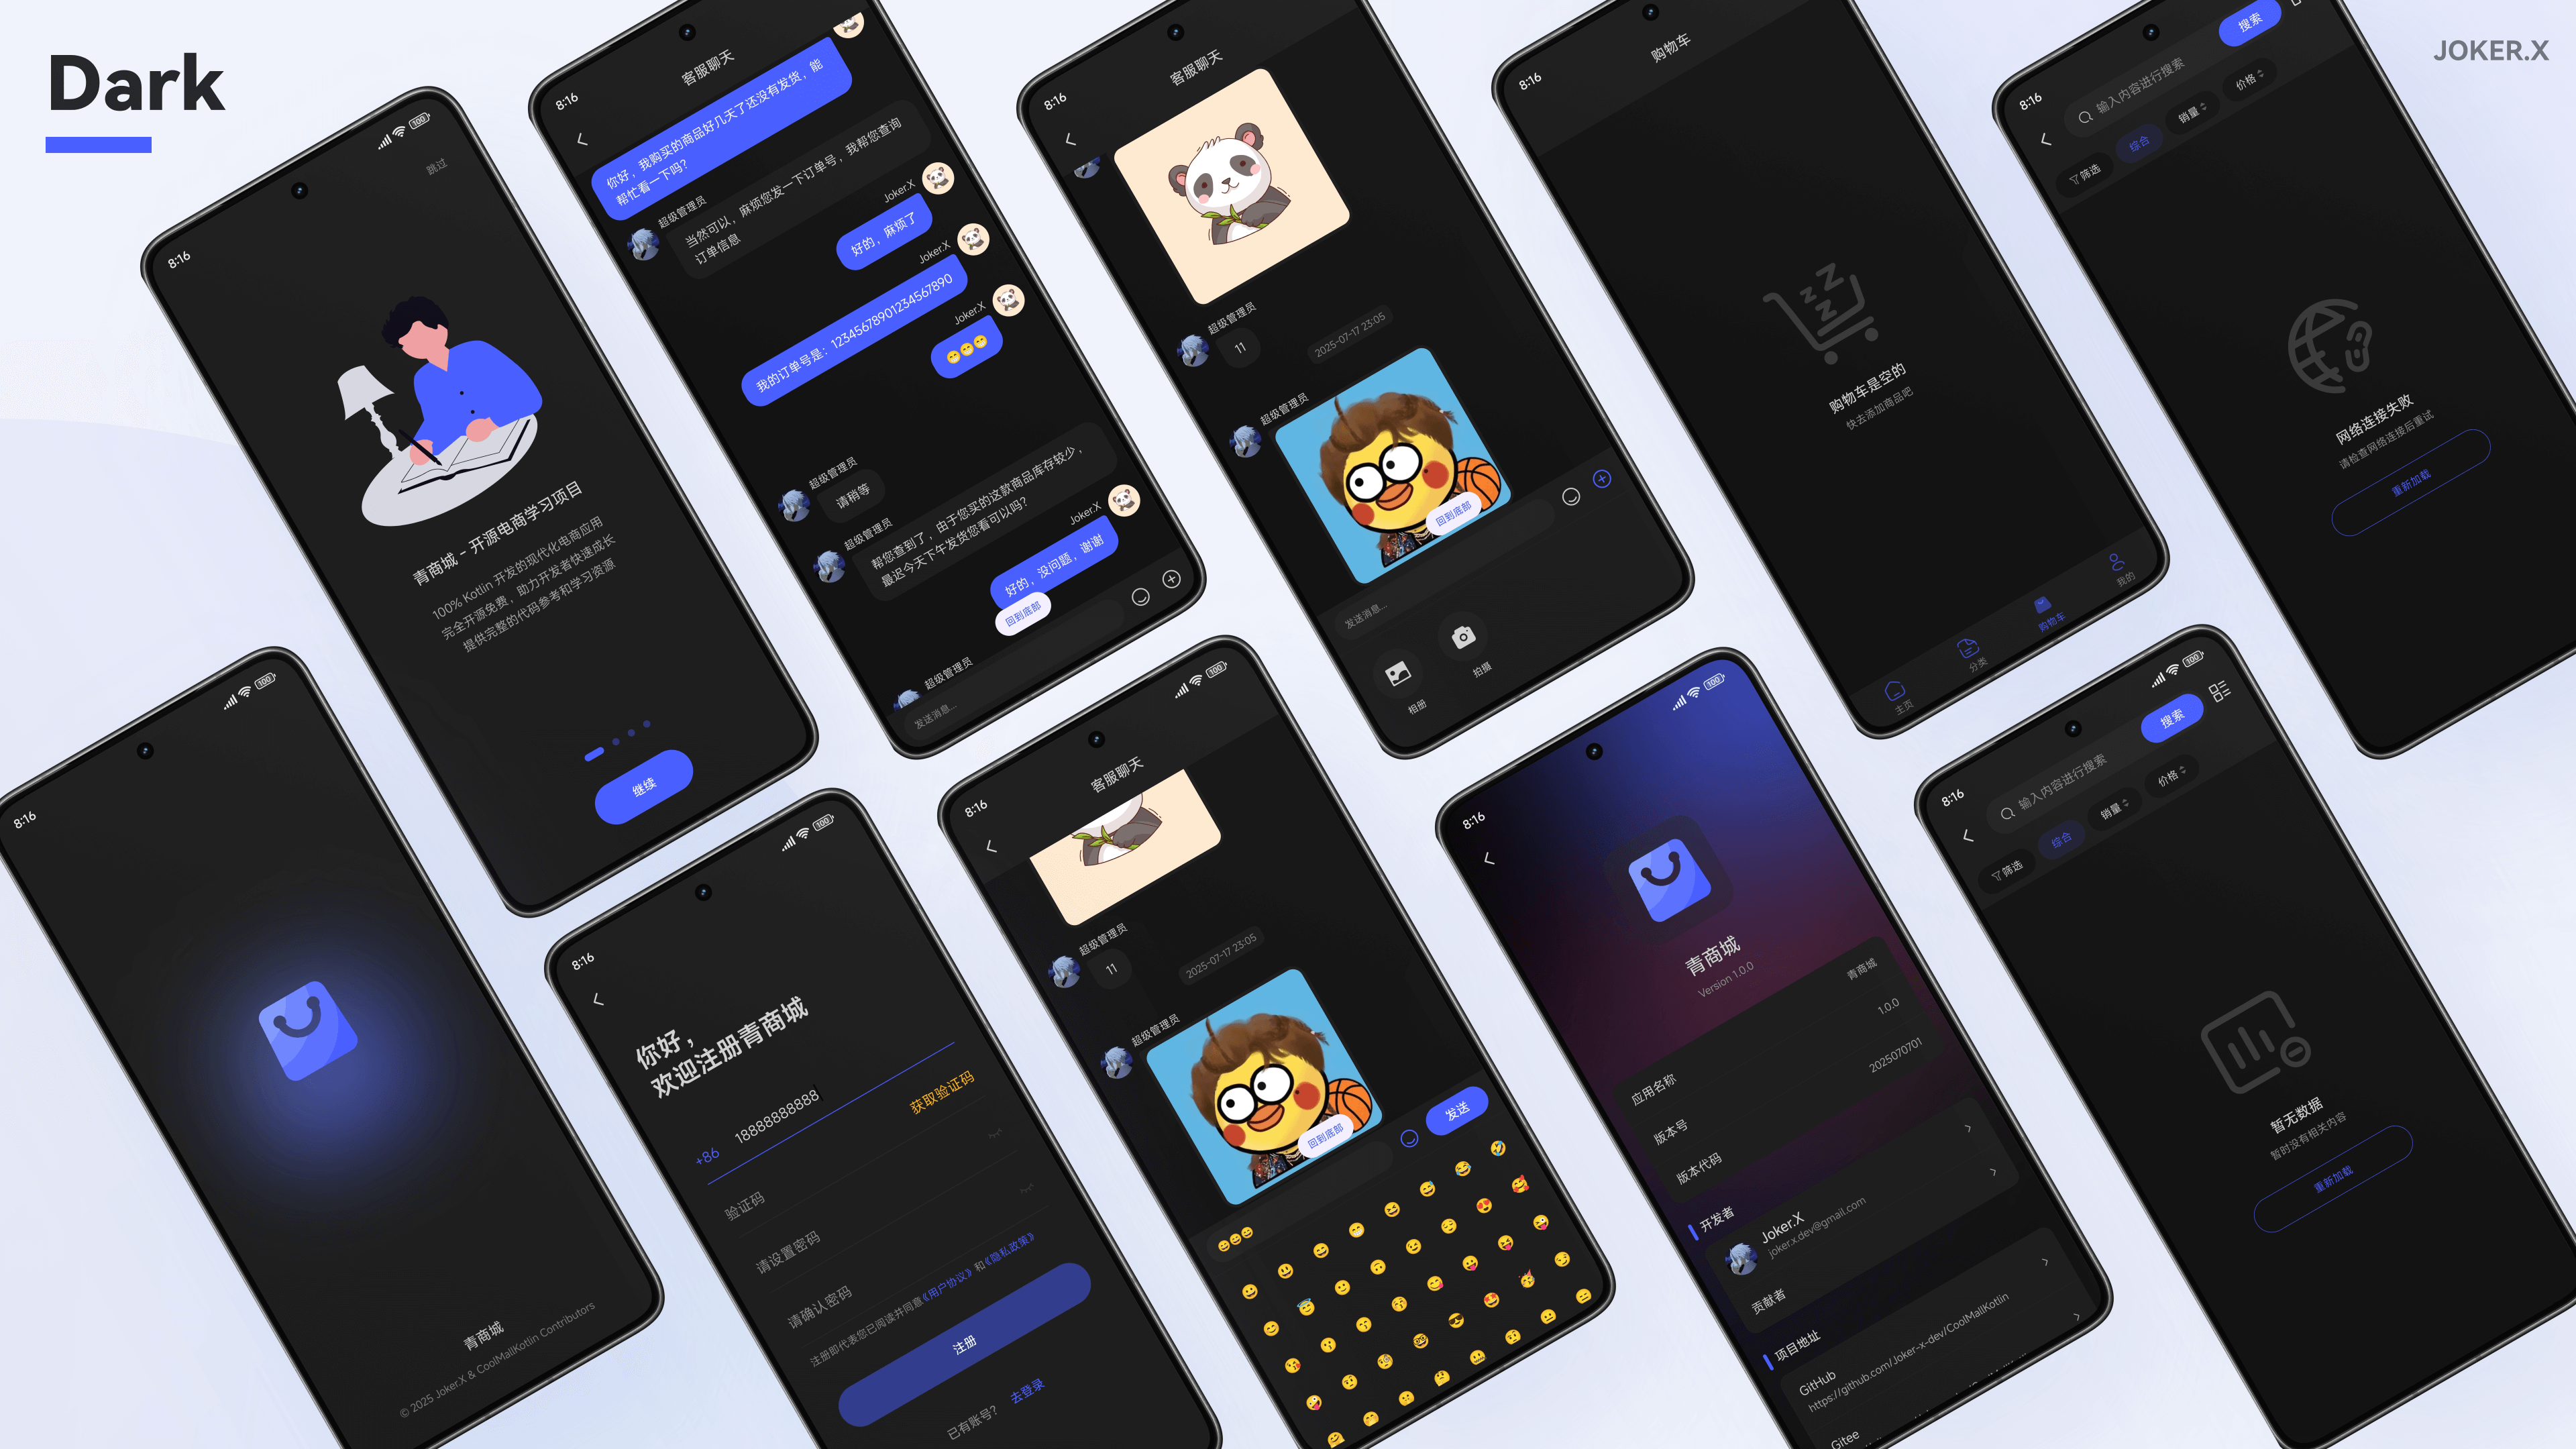 Dark
JOKER.X
8:16
100
跳过
青商城 - 开源电商学习项目
100% Kotlin 开发的现代化电商应用
完全开源免费，助力开发者快速成长
提供完整的代码参考和学习资源
继续
8:16
客服聊天
你好，我购买的商品好几天了还没有发货，能
帮忙看一下吗？
超级管理员
当然可以，麻烦您发一下订单号，我帮您查询
订单信息
Joker.X
好的，麻烦了
Joker.X
我的订单号是：12345678901234567890
Joker.X
超级管理员
请稍等
超级管理员
帮您查到了，由于您买的这款商品库存较少，
最迟今天下午发货您看可以吗？
Joker.X
好的，没问题，谢谢
回到底部
超级管理员
发送消息...
8:16
客服聊天
超级管理员
11
2025-07-17 23:05
超级管理员
回到底部
发送消息...
相册
拍摄
8:16
购物车
购物车是空的
快去添加商品吧
主页
分类
购物车
我的
8:16
输入内容进行搜索
搜索
筛选
综合
销量
价格
网络连接失败
请检查网络连接后重试
重新加载
8:16
100
青商城
© 2025 Joker.X & CoolMallKotlin Contributors
8:16
100
你好，
欢迎注册青商城
+86
18888888888
获取验证码
验证码
请设置密码
请确认密码
注册即代表您已阅读并同意《用户协议》和《隐私政策》
注册
已有账号？
去登录
8:16
100
客服聊天
超级管理员
11
2025-07-17 23:05
超级管理员
回到底部
发送
8:16
100
青商城
Version 1.0.0
应用名称
青商城
版本号
1.0.0
版本代码
2025070701
开发者
Joker.X
joker.x.dev@gmail.com
贡献者
项目地址
GitHub
https://github.com/Joker-x-dev/CoolMallKotlin
Gitee
8:16
100
输入内容进行搜索
搜索
筛选
综合
销量
价格
暂无数据
暂时没有相关内容
重新加载